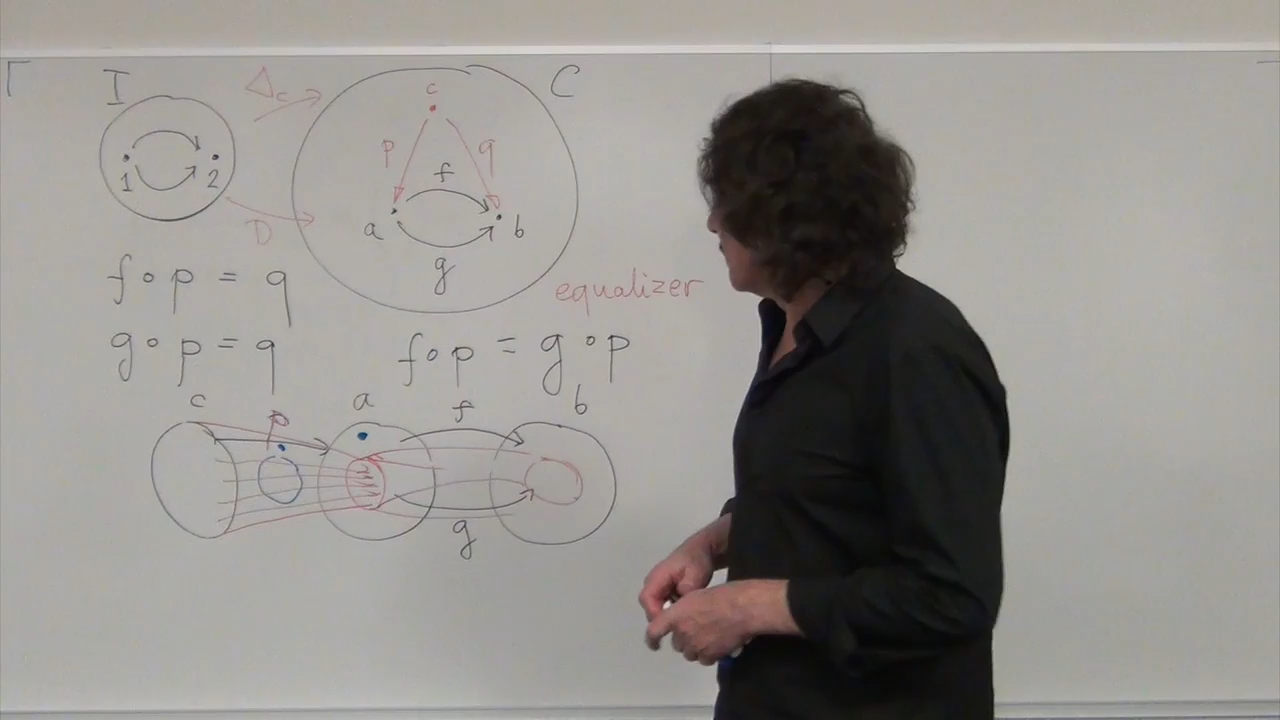 I Δc C
c
p q
f
1 2
a b
D
g
f∘p = q
equalizer
g∘p = q f∘p = g∘p
c p a f b
g